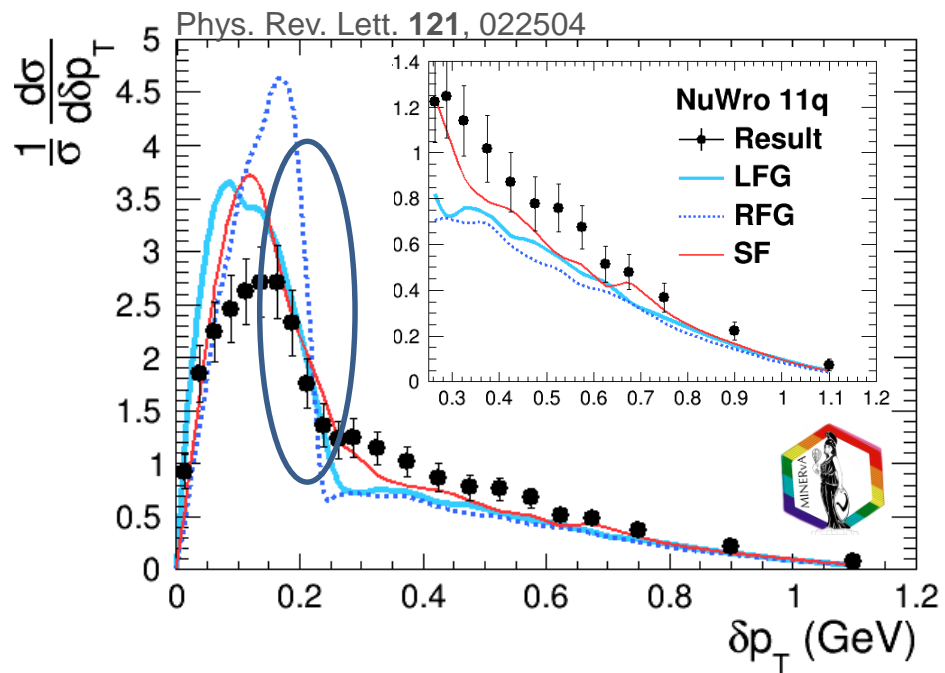 Phys. Rev. Lett. 121, 022504
1/σ dσ/dδp_T
5
4.5
4
3.5
3
2.5
2
1.5
1
0.5
0
0 0.2 0.4 0.6 0.8 1 1.2
δp_T (GeV)
1.4
1.2
1
0.8
0.6
0.4
0.2
0
0.3 0.4 0.5 0.6 0.7 0.8 0.9 1 1.1 1.2
NuWro 11q
Result
LFG
RFG
SF
MINERvA